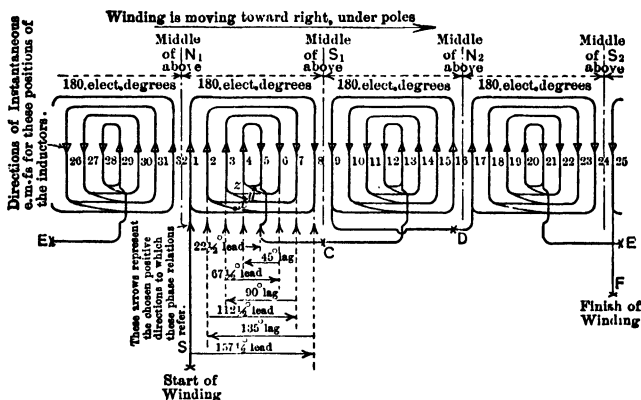 Winding is moving toward right, under poles
Middle of N₁ above
Middle of S₁ above
Middle of N₂ above
Middle of S₂ above
180.elect.degrees
180.elect.degrees
180.elect.degrees
180.elect.degrees
Directions of Instantaneous
e.m-fs for these positions of
the inductors.
26 27 28 29 30 31 32 1 2 3 4 5 6 7 8 9 10 11 12 13 14 15 16 17 18 19 20 21 22 23 24 25
z
y
E
C
D
E
F
22½° lead
45° lag
67½° lead
90° lag
112½° lead
135° lag
157½° lead
These arrows represent
the chosen positive
directions to which
these phase relations
refer.
S
Start of
Winding
Finish of
Winding